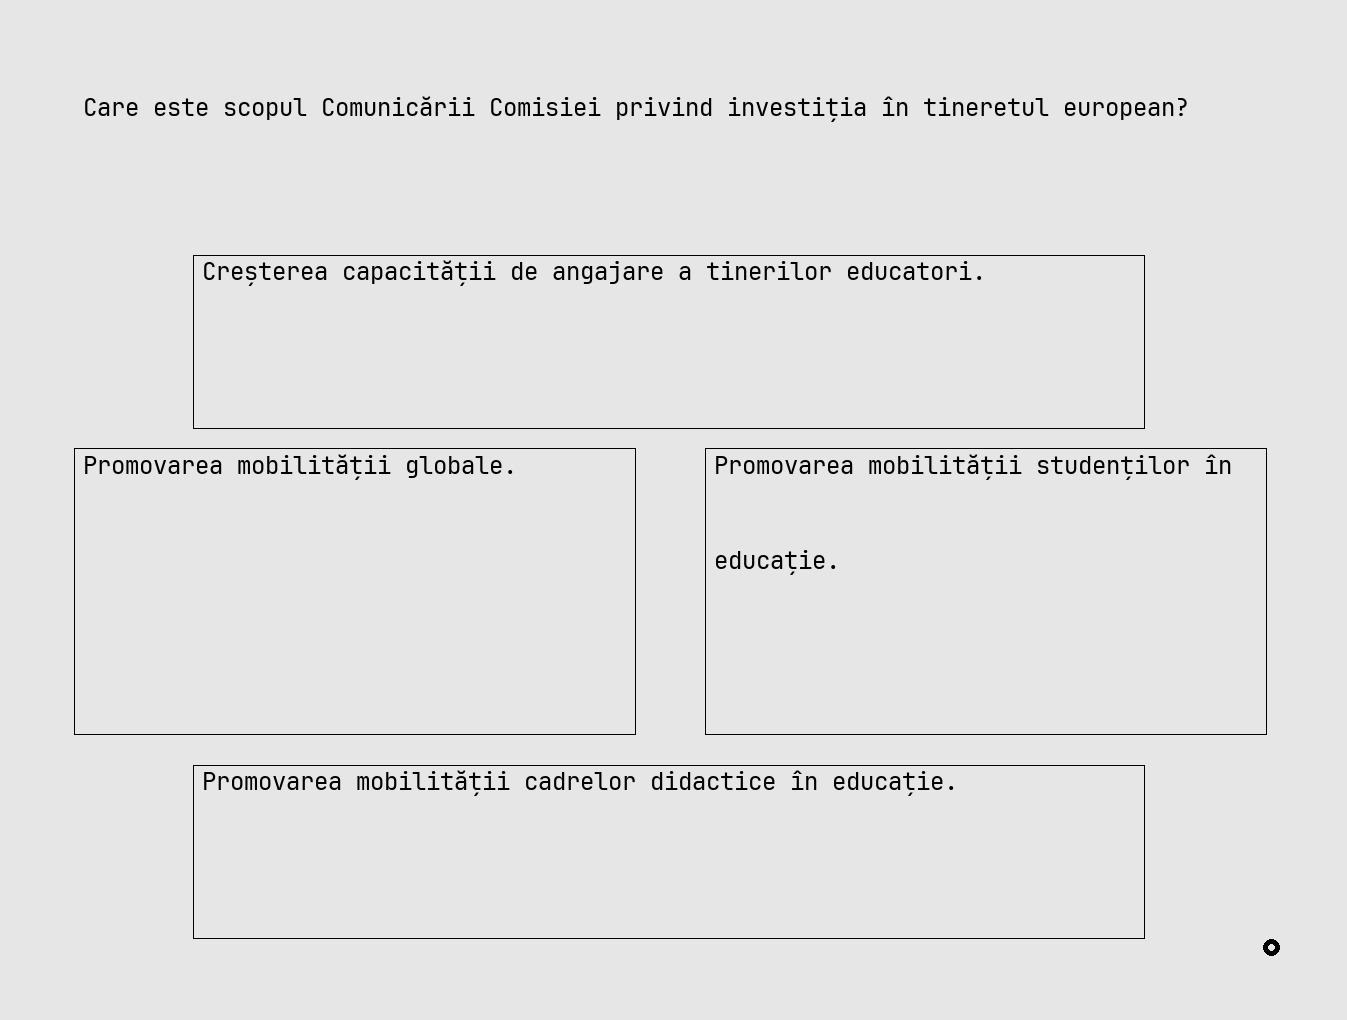 Care este scopul Comunicării Comisiei privind investiția în tineretul european?
Creșterea capacității de angajare a tinerilor educatori.
Promovarea mobilității globale.
Promovarea mobilității studenților în
educație.
Promovarea mobilității cadrelor didactice în educație.